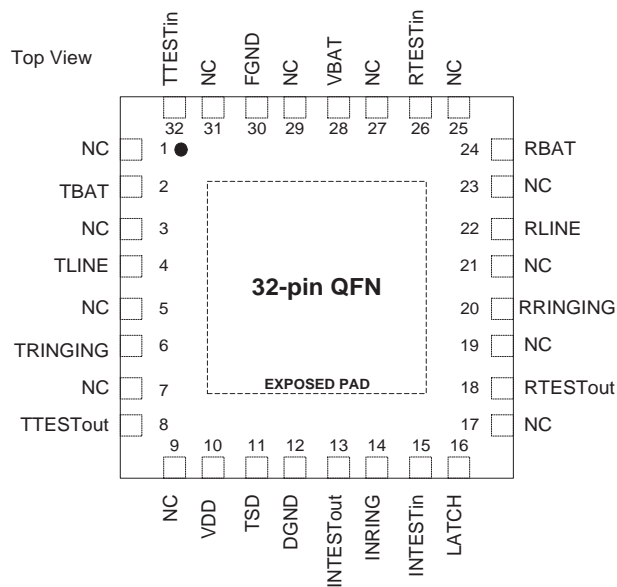 Top View
TTESTin
NC
FGND
NC
VBAT
NC
RTESTin
NC
32 31 30 29 28 27 26 25
NC 1 24 RBAT
TBAT 2 23 NC
NC 3 22 RLINE
TLINE 4 21 NC
NC 5 20 RRINGING
TRINGING 6 19 NC
NC 7 18 RTESTout
TTESTout 8 17 NC
32-pin QFN
EXPOSED PAD
9 10 11 12 13 14 15 16
NC
VDD
TSD
DGND
INTESTout
INRING
INTESTin
LATCH